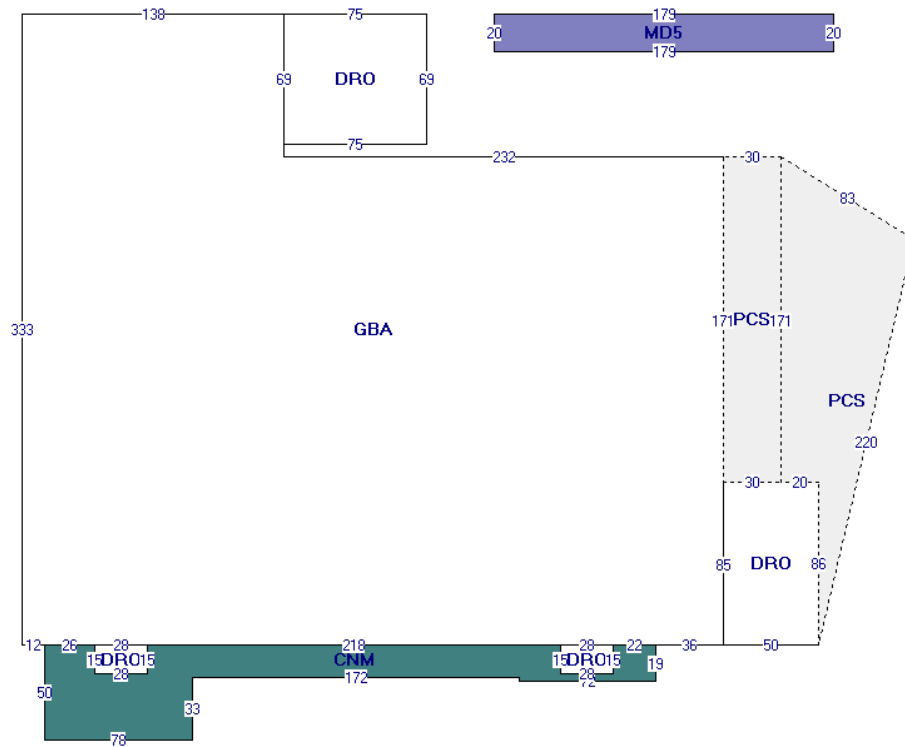 138 75 179
20 MD5 20
69 DRO 69
179
75
232 30
83
333 GBA 171 PCS 171
PCS
220
30 20
85 DRO 86
12 26 28 218 28 22 36 50
15 DRO 15 CNM 15 DRO 15 19
28 172 28
72
50 33
78